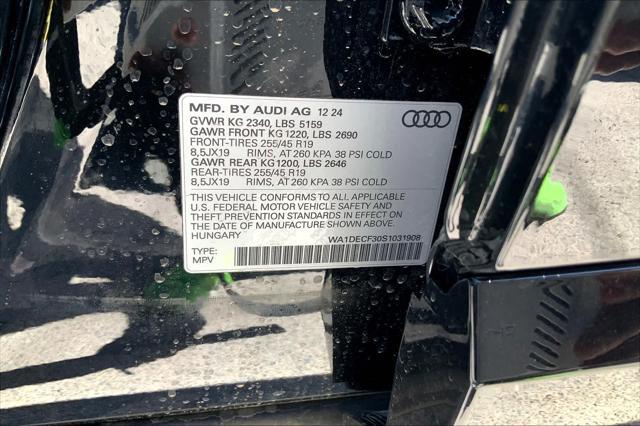 MFD. BY AUDI AG 12 24
GVWR KG 2340, LBS 5159
GAWR FRONT KG 1220, LBS 2690
FRONT-TIRES 255/45 R19
8,5JX19 RIMS, AT 260 KPA 38 PSI COLD
GAWR REAR KG1200, LBS 2646
REAR-TIRES 255/45 R19
8,5JX19 RIMS, AT 260 KPA 38 PSI COLD
THIS VEHICLE CONFORMS TO ALL APPLICABLE
U.S. FEDERAL MOTOR VEHICLE SAFETY AND
THEFT PREVENTION STANDARDS IN EFFECT ON
THE DATE OF MANUFACTURE SHOWN ABOVE.
HUNGARY WA1DECF30S1031908
TYPE:
MPV